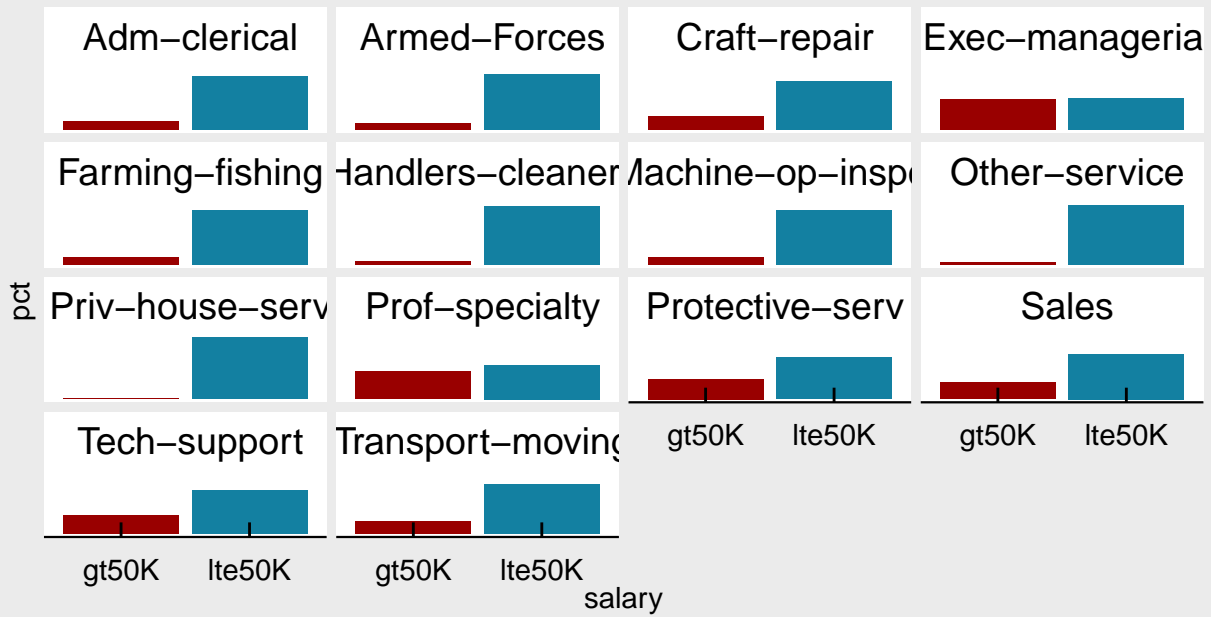 Adm−clerical
Armed−Forces
Craft−repair
Exec−manageria
Farming−fishing
Handlers−cleaner
Machine−op−inspe
Other−service
pct
Priv−house−serv
Prof−specialty
Protective−serv
Sales
gt50K lte50K
gt50K lte50K
Tech−support
Transport−moving
gt50K lte50K
gt50K lte50K
salary